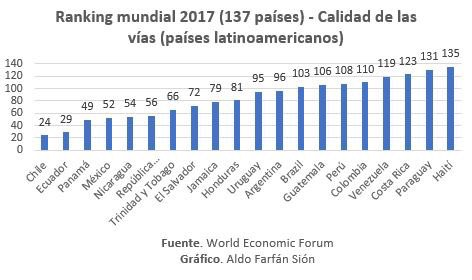 Ranking mundial 2017 (137 países) - Calidad de las
vías (países latinoamericanos)
140
120
100
80
60
40
20
0
24
29
49
52
54
56
66
72
79
81
95
96
103
106
108
110
119
123
131
135
Chile
Ecuador
Panamá
México
Nicaragua
República...
Trinidad y Tobago
El Salvador
Jamaica
Honduras
Uruguay
Argentina
Brazil
Guatemala
Perú
Colombia
Venezuela
Costa Rica
Paraguay
Haití
Fuente. World Economic Forum
Gráfico. Aldo Farfán Sión